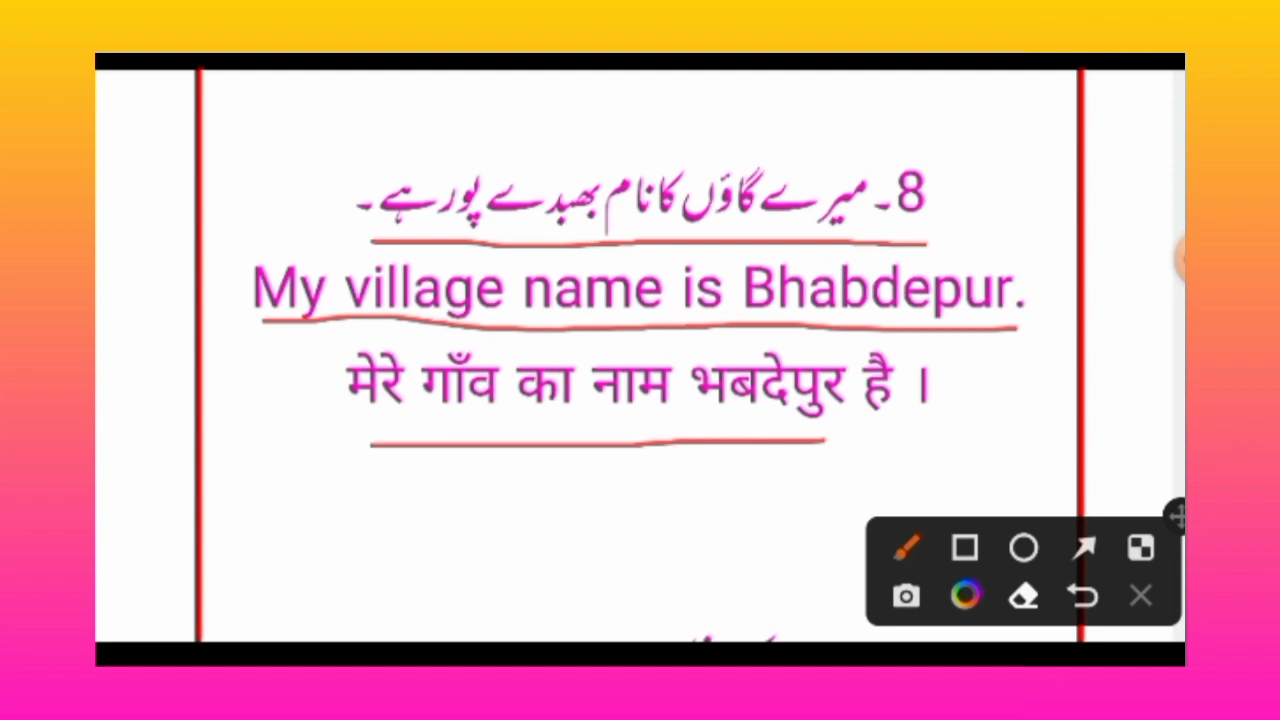 8۔ میرے گاؤں کا نام بھبدے پور ہے۔
My village name is Bhabdepur.
मेरे गाँव का नाम भबदेपुर है ।